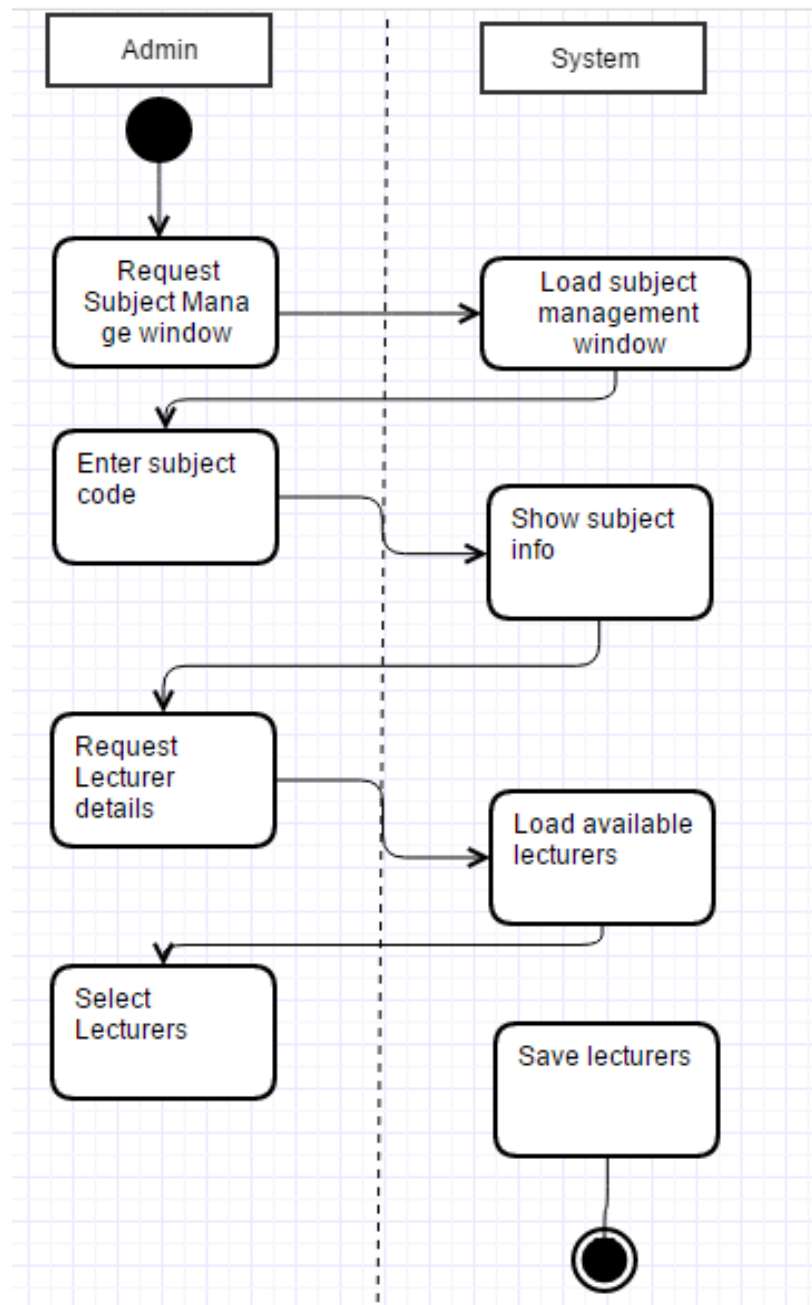 Admin
System
Request
Subject Mana
ge window
Load subject
management
window
Enter subject
code
Show subject
info
Request
Lecturer
details
Load available
lecturers
Select
Lecturers
Save lecturers